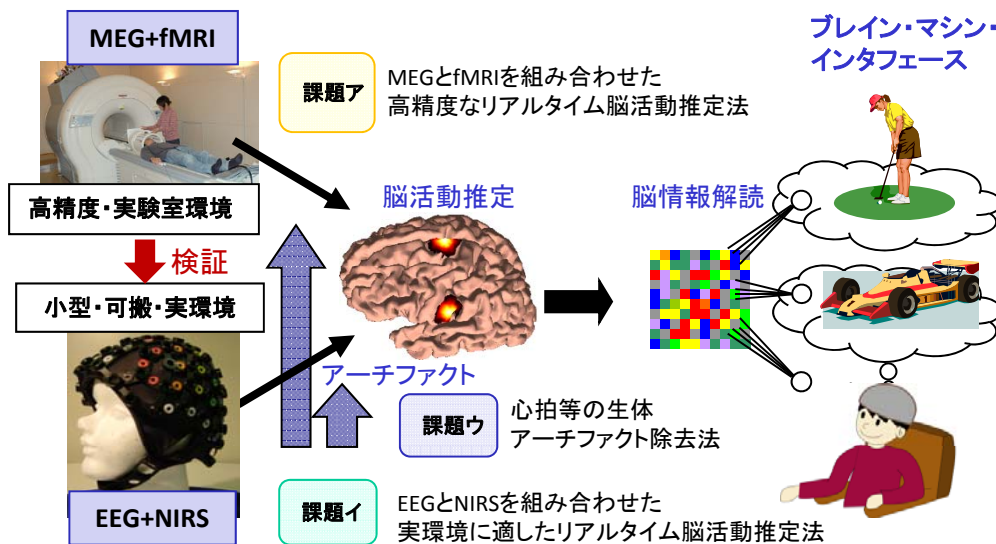 MEG+fMRI
課題ア
MEGとfMRIを組み合わせた
高精度なリアルタイム脳活動推定法
ブレイン・マシン・
インタフェース
高精度・実験室環境
検証
小型・可搬・実環境
脳活動推定
脳情報解読
アーチファクト
課題ウ
心拍等の生体
アーチファクト除去法
EEG+NIRS
課題イ
EEGとNIRSを組み合わせた
実環境に適したリアルタイム脳活動推定法